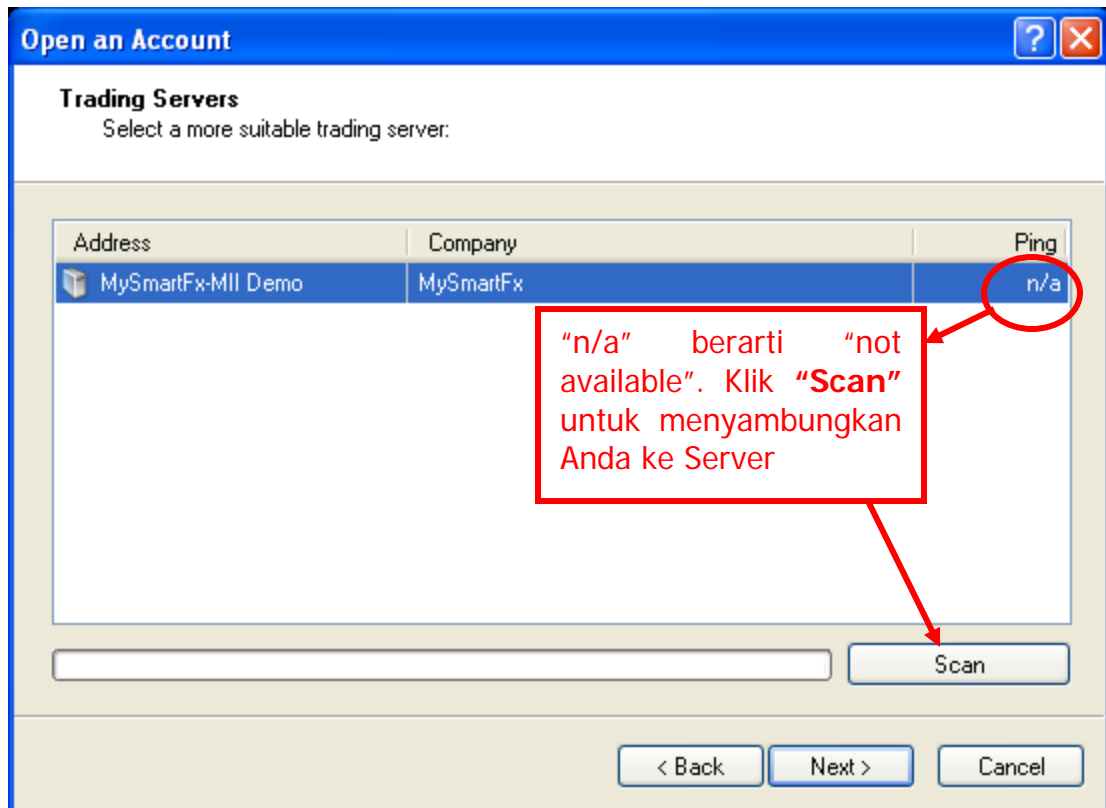 Open an Account
Trading Servers
Select a more suitable trading server:
Address Company Ping
MySmartFx-MII Demo MySmartFx n/a
“n/a” berarti “not
available”. Klik “Scan”
untuk menyambungkan
Anda ke Server
Scan
< Back Next > Cancel